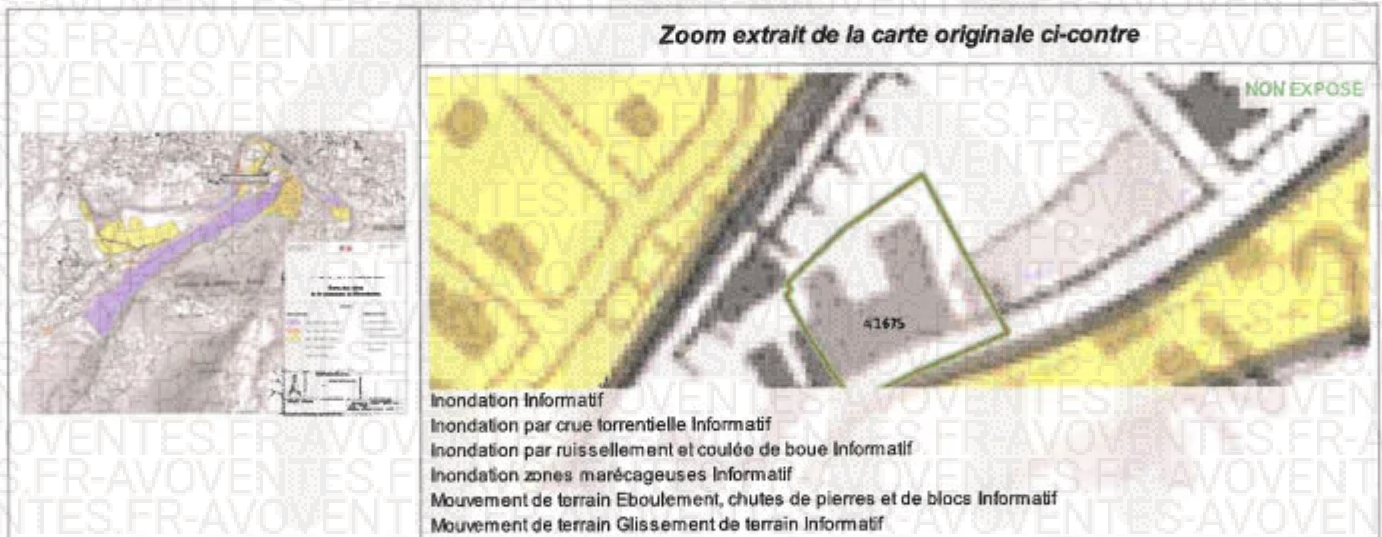 Zoom extrait de la carte originale ci-contre
NON EXPOSE
41675
Inondation Informatif
Inondation par crue torrentielle Informatif
Inondation par ruissellement et coulée de boue Informatif
Inondation zones marécageuses Informatif
Mouvement de terrain Eboulement, chutes de pierres et de blocs Informatif
Mouvement de terrain Glissement de terrain Informatif